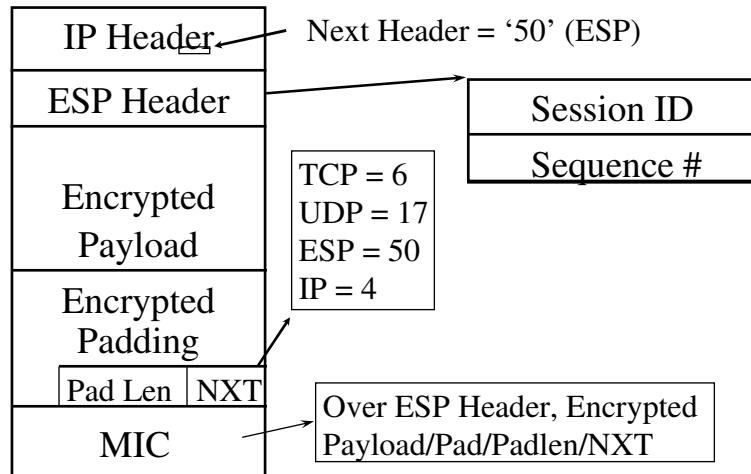 IP Header
Next Header = ‘50’ (ESP)
ESP Header
Session ID
Sequence #
TCP = 6
UDP = 17
ESP = 50
IP = 4
Encrypted
Payload
Encrypted
Padding
Pad Len
NXT
MIC
Over ESP Header, Encrypted
Payload/Pad/Padlen/NXT